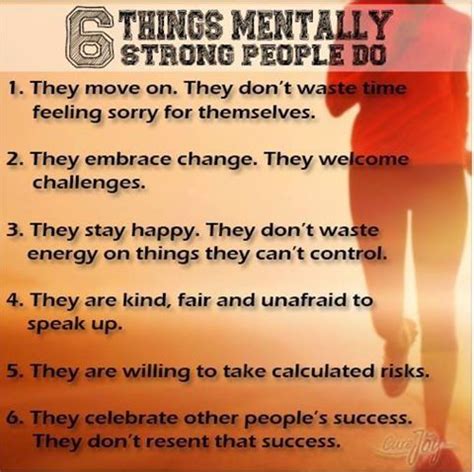 6 THINGS MENTALLY
STRONG PEOPLE DO
1. They move on. They don't waste time
feeling sorry for themselves.
2. They embrace change. They welcome
challenges.
3. They stay happy. They don't waste
energy on things they can't control.
4. They are kind, fair and unafraid to
speak up.
5. They are willing to take calculated risks.
6. They celebrate other people's success.
They don't resent that success.
CureJoy